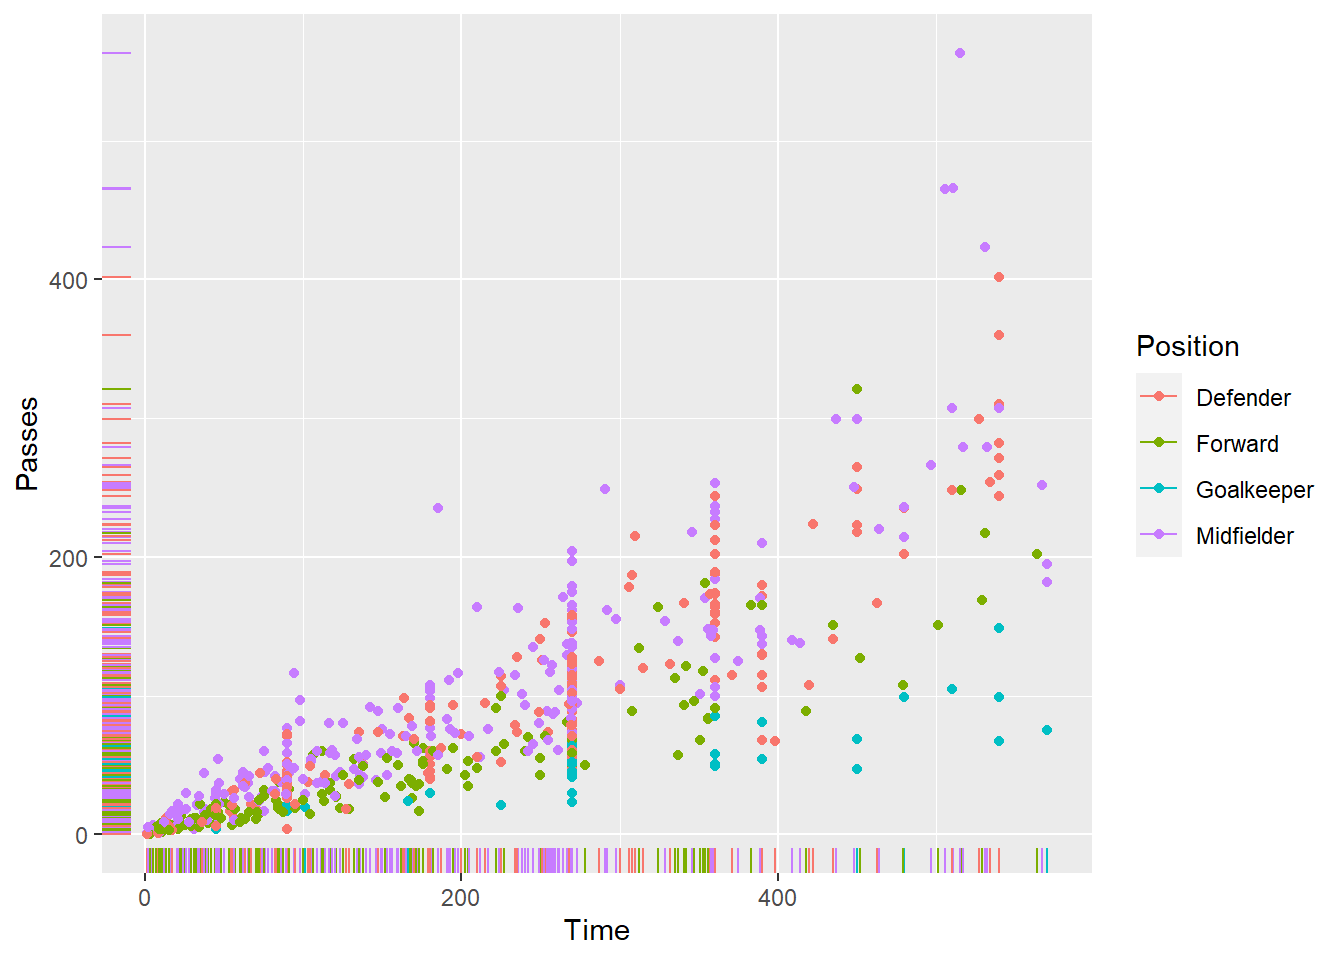 400
200
0
0
200
400
Time
Passes
Position
Defender
Forward
Goalkeeper
Midfielder